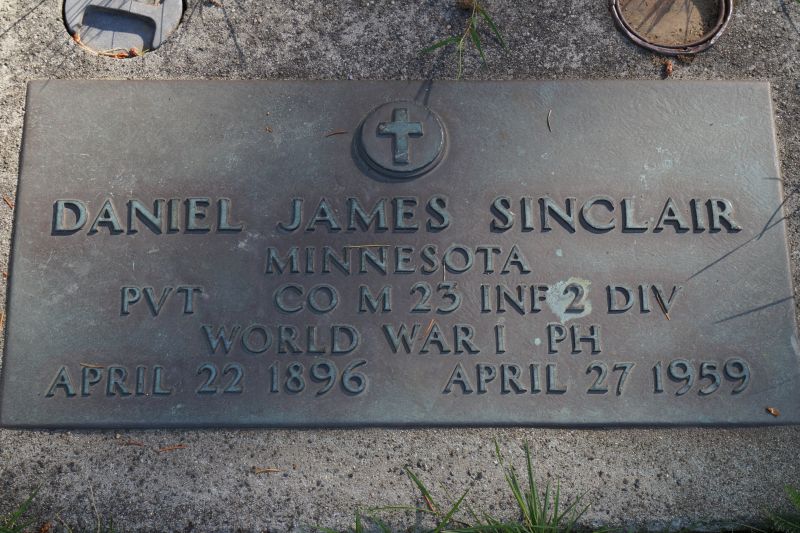 DANIEL JAMES SINCLAIR
MINNESOTA
PVT CO M 23 INF 2 DIV
WORLD WAR I PH
APRIL 22 1896 APRIL 27 1959